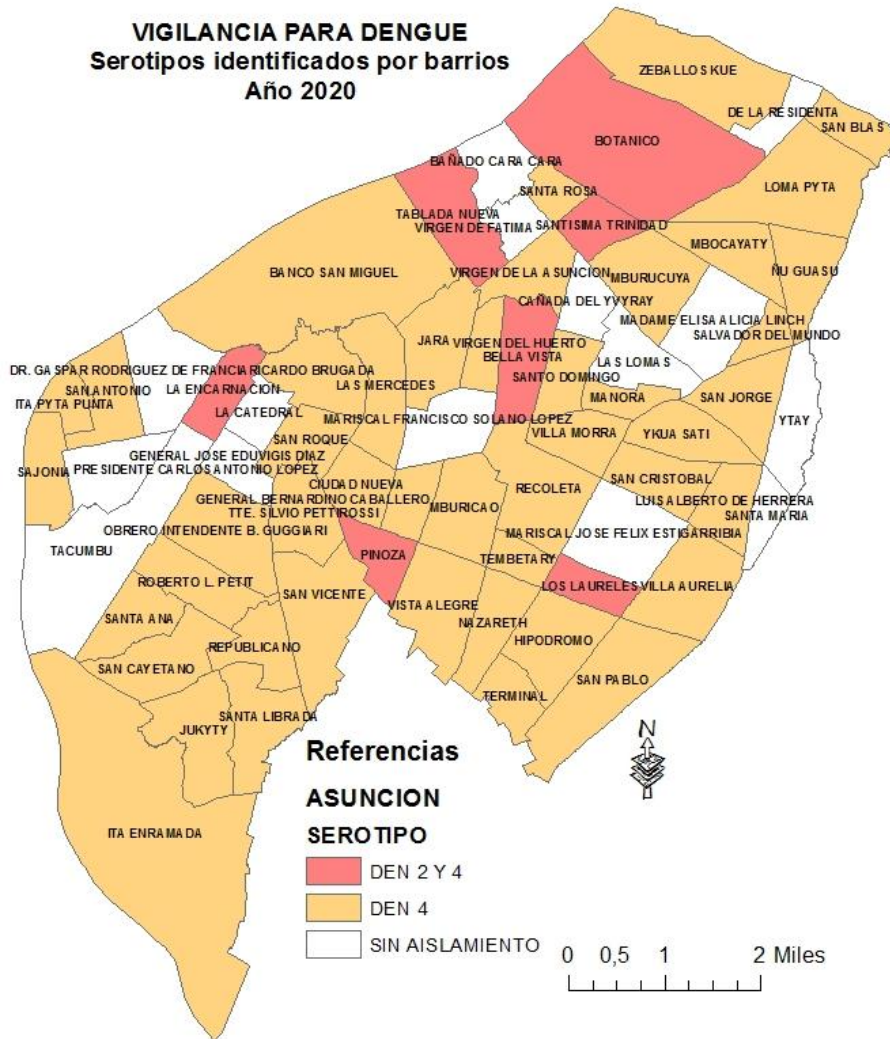 VIGILANCIA PARA DENGUE
Serotipos identificados por barrios
Año 2020
ZEBALLOS KUE
DE LA RESIDENTA
SAN BLAS
BOTANICO
BAÑADO CARA CARA
SANTA ROSA
LOMA PYTA
TABLADA NUEVA
VIRGEN DE FATIMA
SANTISIMA TRINIDAD
MBOCAYATY
BANCO SAN MIGUEL
VIRGEN DE LA ASUNCION
MBURUCUYA
ÑU GUASU
CAÑADA DEL YVYRAY
MADAME ELISA ALICIA LINCH
SALVADOR DEL MUNDO
JARA
VIRGEN DEL HUERTO
BELLA VISTA
LAS LOMAS
DR. GASPAR RODRIGUEZ DE FRANCIA
RICARDO BRUGADA
SANTO DOMINGO
SAN ANTONIO
LA ENCARNACION
LAS MERCEDES
MANORA
SAN JORGE
ITA PYTA PUNTA
LA CATEDRAL
MARISCAL FRANCISCO SOLANO LOPEZ
YTAY
VILLA MORRA
YKUA SATI
SAN ROQUE
GENERAL JOSE EDUVIGIS DIAZ
SAJONIA
PRESIDENTE CARLOS ANTONIO LOPEZ
CIUDAD NUEVA
RECOLETA
SAN CRISTOBAL
GENERAL BERNARDINO CABALLERO
MBURICAO
LUIS ALBERTO DE HERRERA
TTE. SILVIO PETTIROSSI
SANTA MARIA
OBRERO INTENDENTE B. GUGGIARI
MARISCAL JOSE FELIX ESTIGARRIBIA
TACUMBU
PINOZA
TEMBETARY
ROBERTO L. PETIT
LOS LAURELES
VILLA AURELIA
SAN VICENTE
VISTA ALEGRE
SANTA ANA
NAZARETH
HIPODROMO
REPUBLICANO
SAN CAYETANO
SAN PABLO
TERMINAL
SANTA LIBRADA
JUKYTY
N
ITA ENRAMADA
Referencias
ASUNCION
SEROTIPO
DEN 2 Y 4
DEN 4
SIN AISLAMIENTO
0 0,5 1 2 Miles